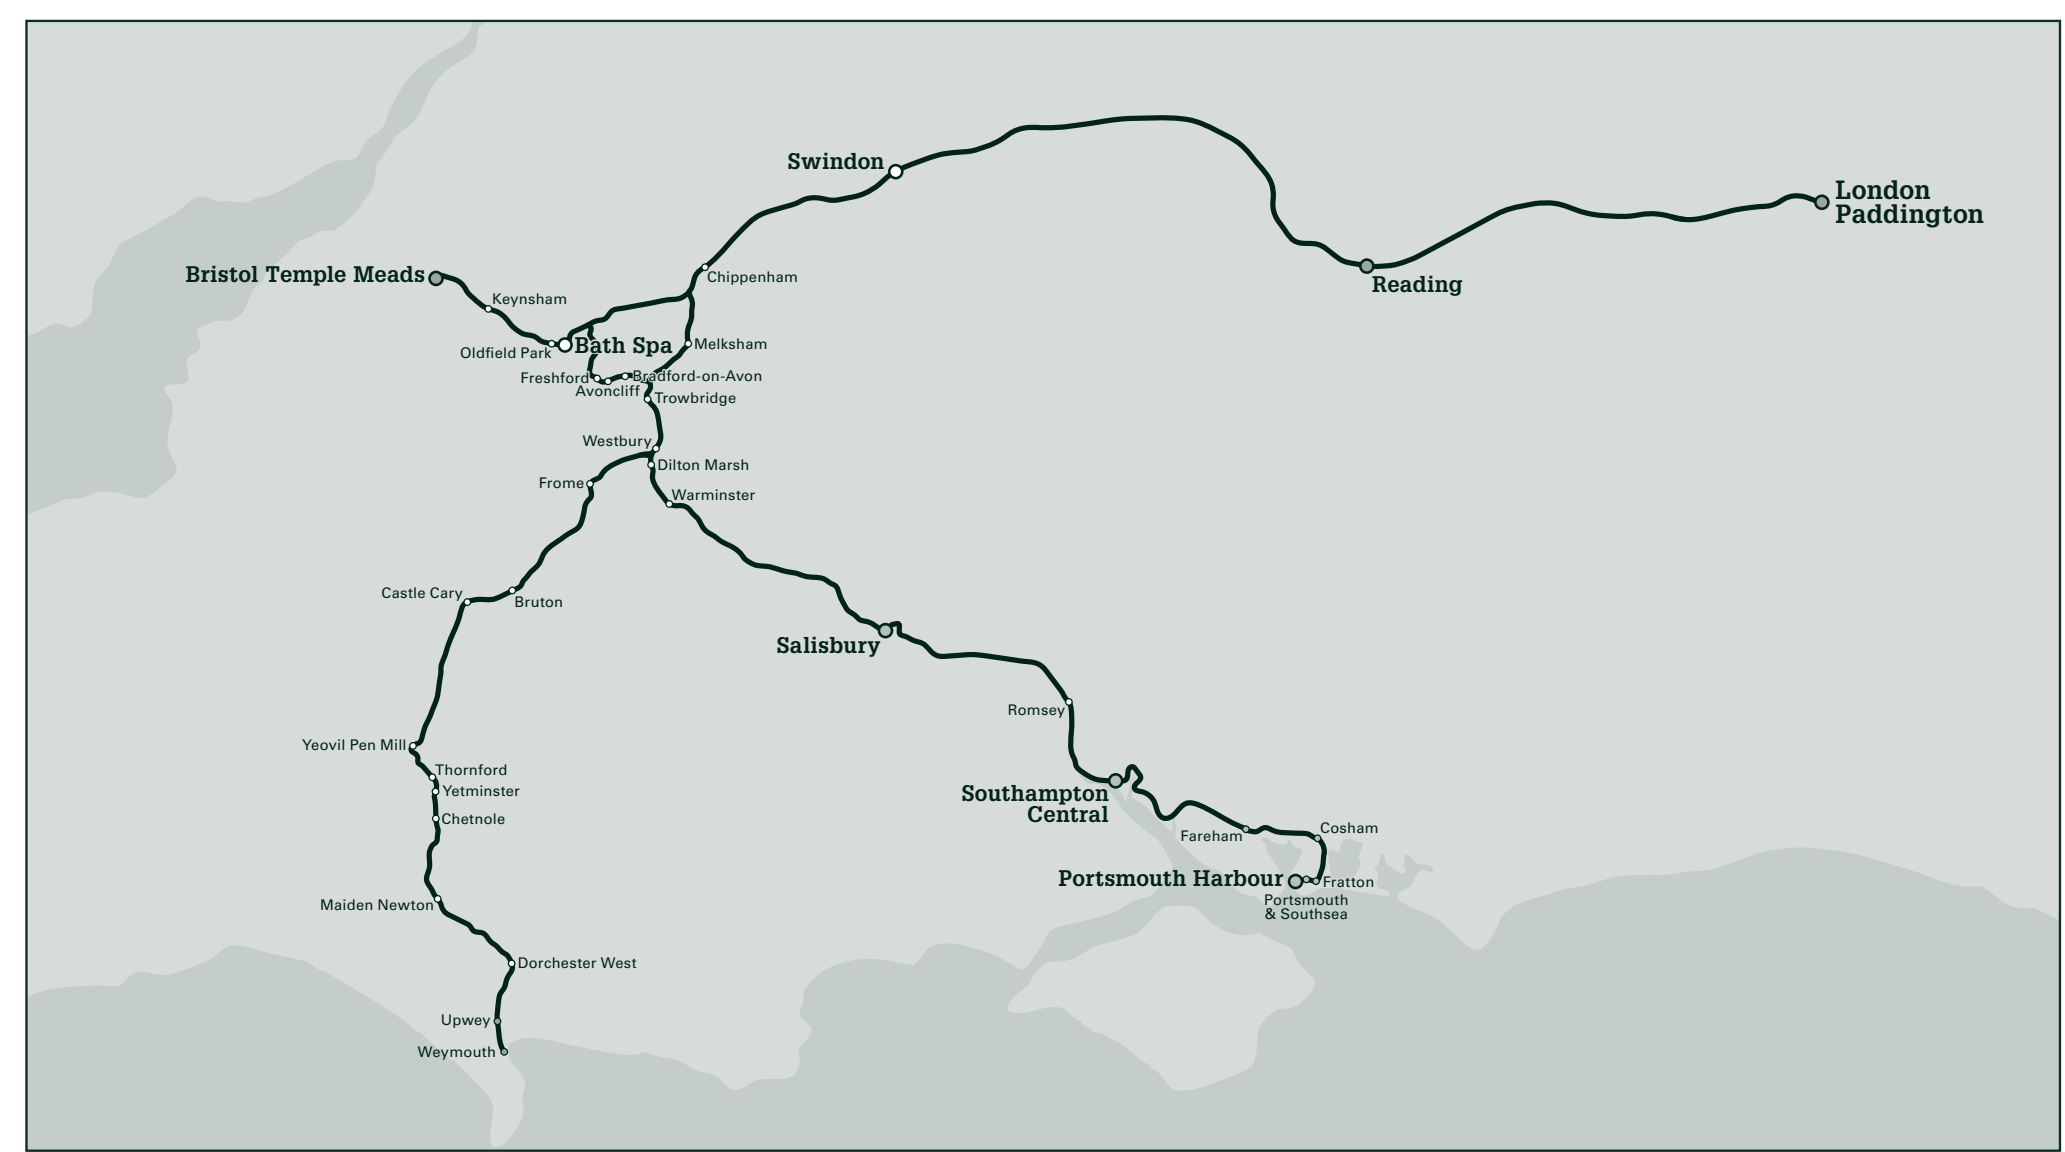 Swindon
London
Paddington
Bristol Temple Meads
Chippenham
Reading
Keynsham
Oldfield Park
Bath Spa
Melksham
Freshford
Bradford-on-Avon
Avoncliff
Trowbridge
Westbury
Dilton Marsh
Frome
Warminster
Castle Cary
Bruton
Salisbury
Romsey
Yeovil Pen Mill
Thornford
Yetminster
Southampton
Central
Chetnole
Cosham
Fareham
Portsmouth Harbour
Fratton
Portsmouth
& Southsea
Maiden Newton
Dorchester West
Upwey
Weymouth